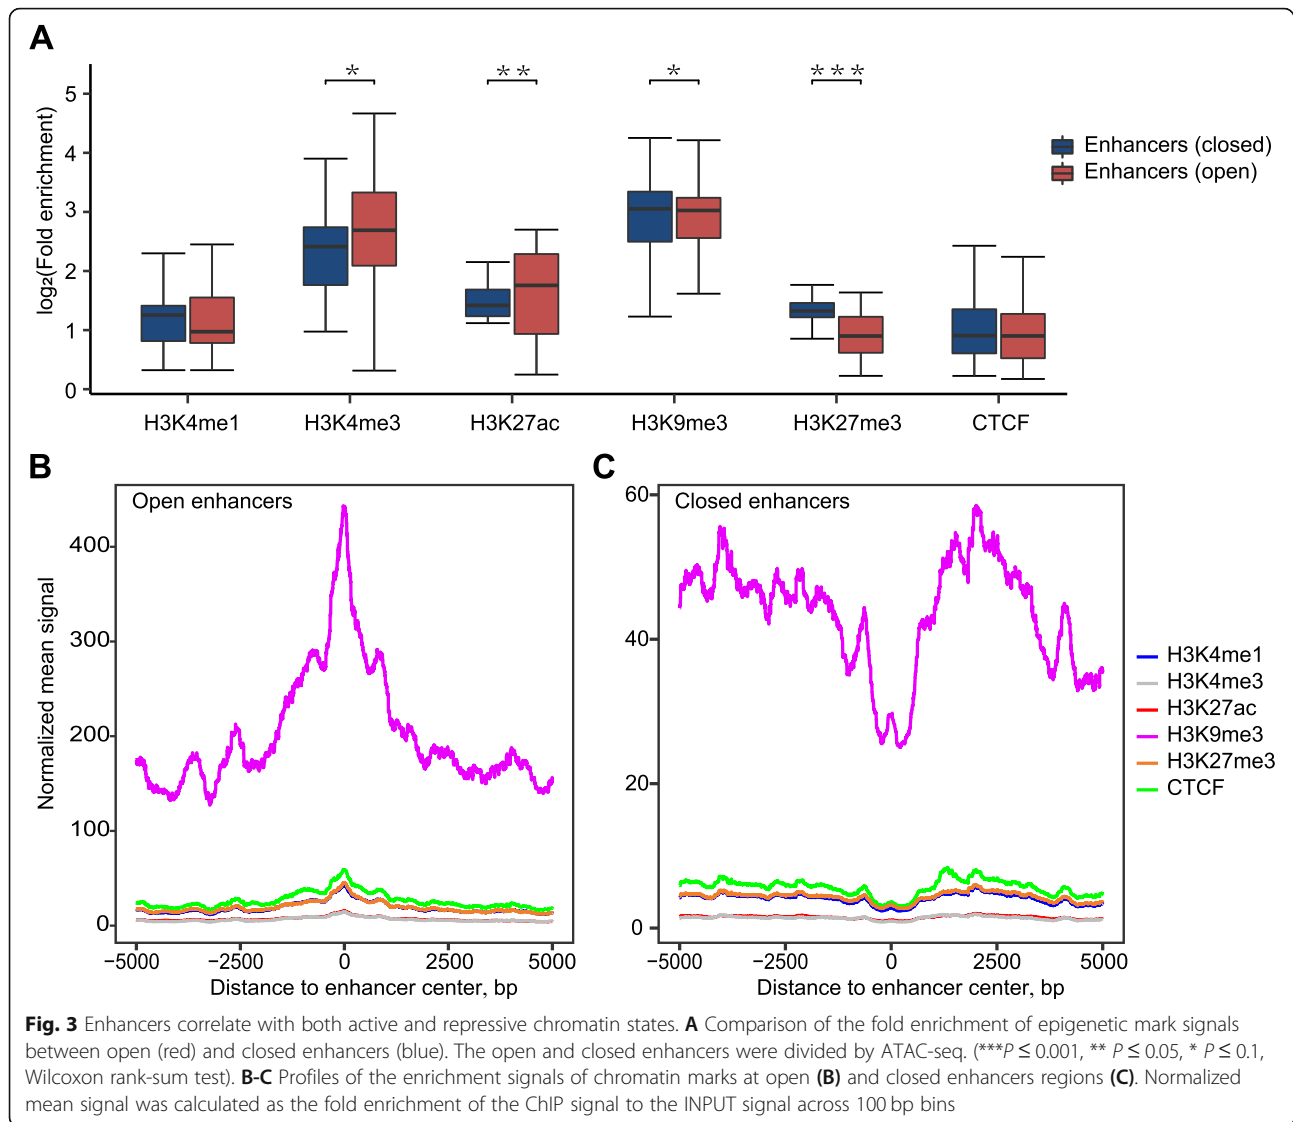 A
* ** * ***
5
4
3
2
1
0
log₂(Fold enrichment)
Enhancers (closed)
Enhancers (open)
H3K4me1 H3K4me3 H3K27ac H3K9me3 H3K27me3 CTCF
B
Open enhancers
400
300
200
100
0
Normalized mean signal
−5000 −2500 0 2500 5000
Distance to enhancer center, bp
C
Closed enhancers
60
40
20
0
−5000 −2500 0 2500 5000
Distance to enhancer center, bp
H3K4me1
H3K4me3
H3K27ac
H3K9me3
H3K27me3
CTCF
Fig. 3 Enhancers correlate with both active and repressive chromatin states. A Comparison of the fold enrichment of epigenetic mark signals
between open (red) and closed enhancers (blue). The open and closed enhancers were divided by ATAC-seq. (***P ≤ 0.001, ** P ≤ 0.05, * P ≤ 0.1,
Wilcoxon rank-sum test). B-C Profiles of the enrichment signals of chromatin marks at open (B) and closed enhancers regions (C). Normalized
mean signal was calculated as the fold enrichment of the ChIP signal to the INPUT signal across 100 bp bins